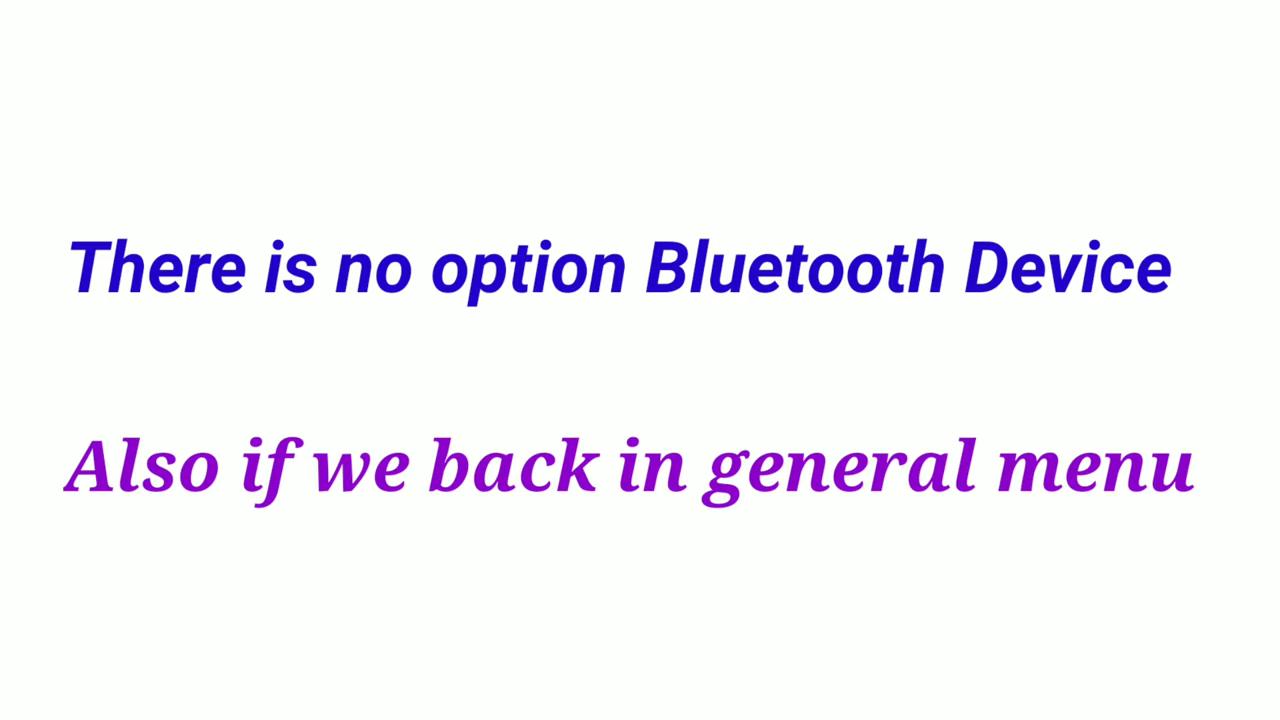 There is no option Bluetooth Device
Also if we back in general menu